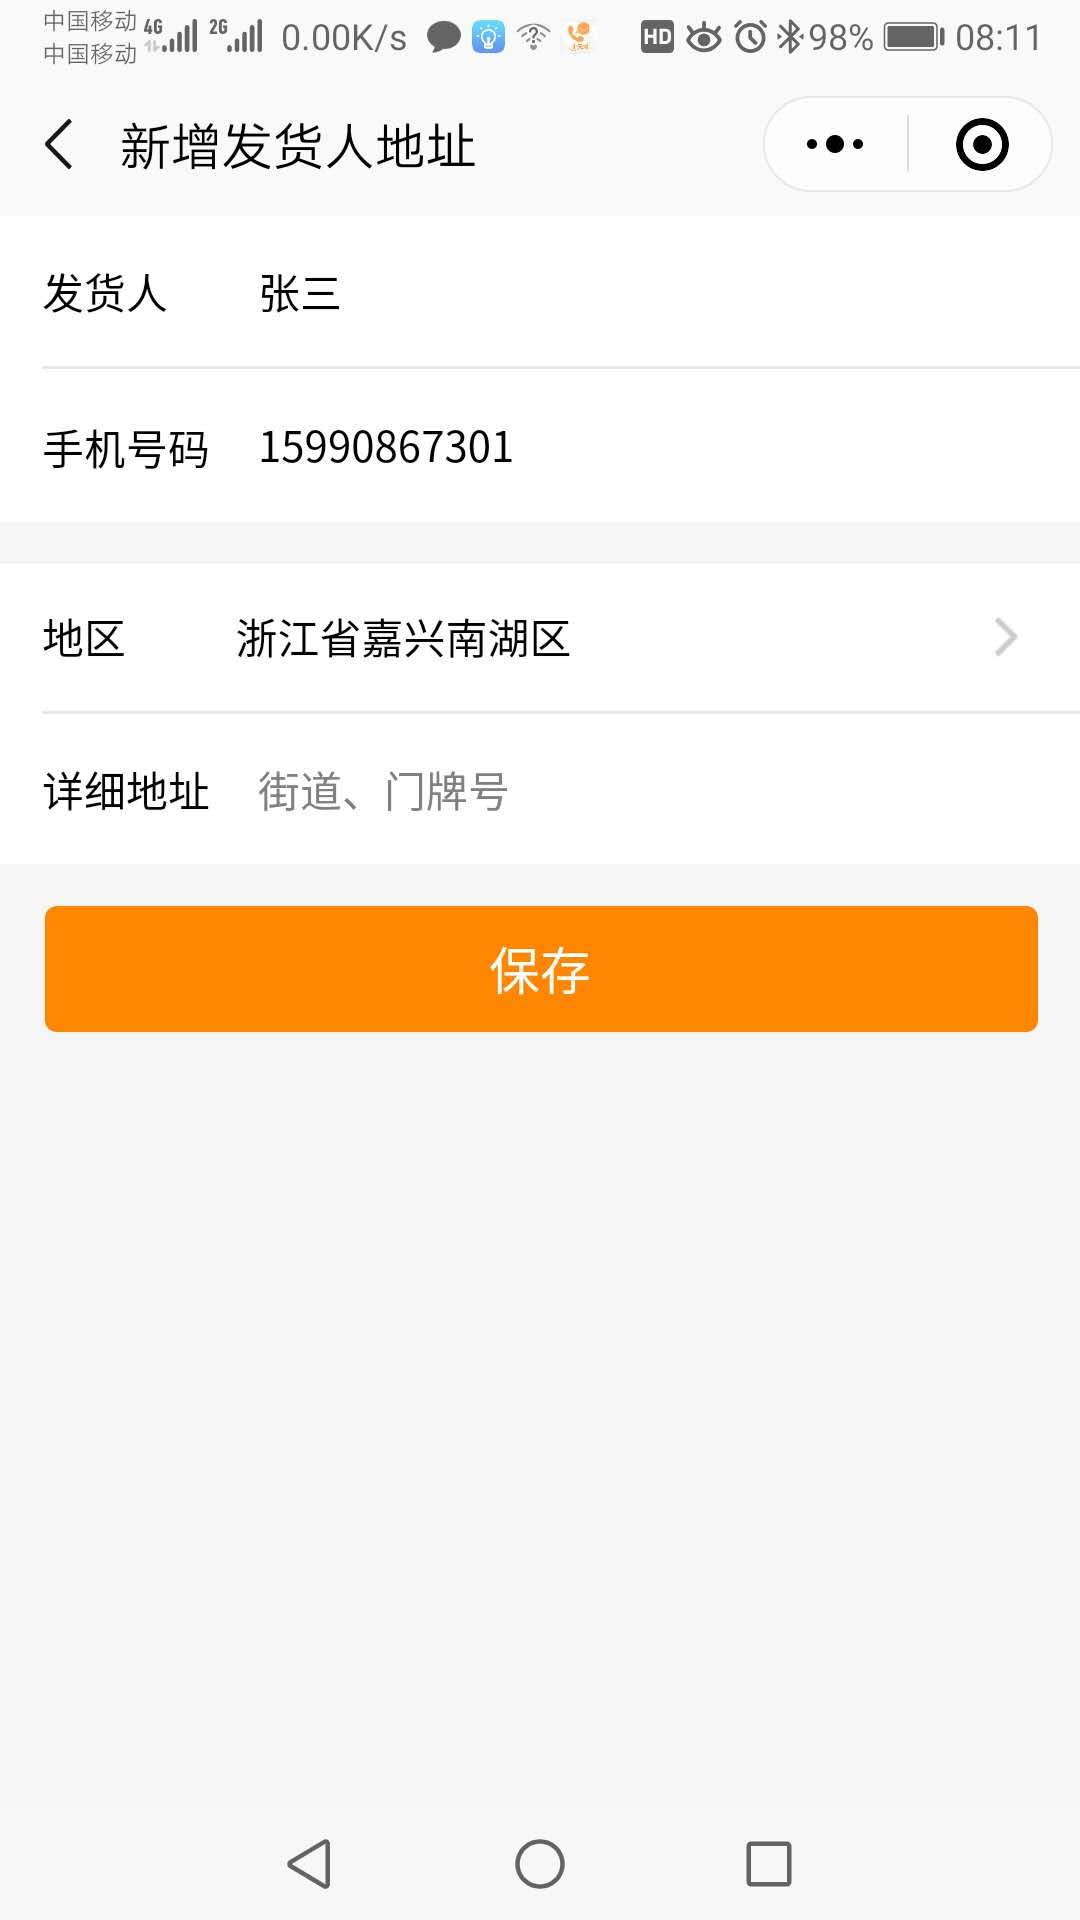 中国移动 4G 2G 0.00K/s HD 98% 08:11
中国移动
新增发货人地址
发货人 张三
手机号码 15990867301
地区 浙江省嘉兴南湖区
详细地址 街道、门牌号
保存